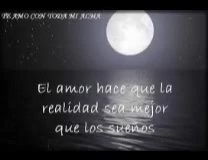 TE AMO CON TODA MI ALMA
El amor hace que la
realidad sea mejor
que los sueños